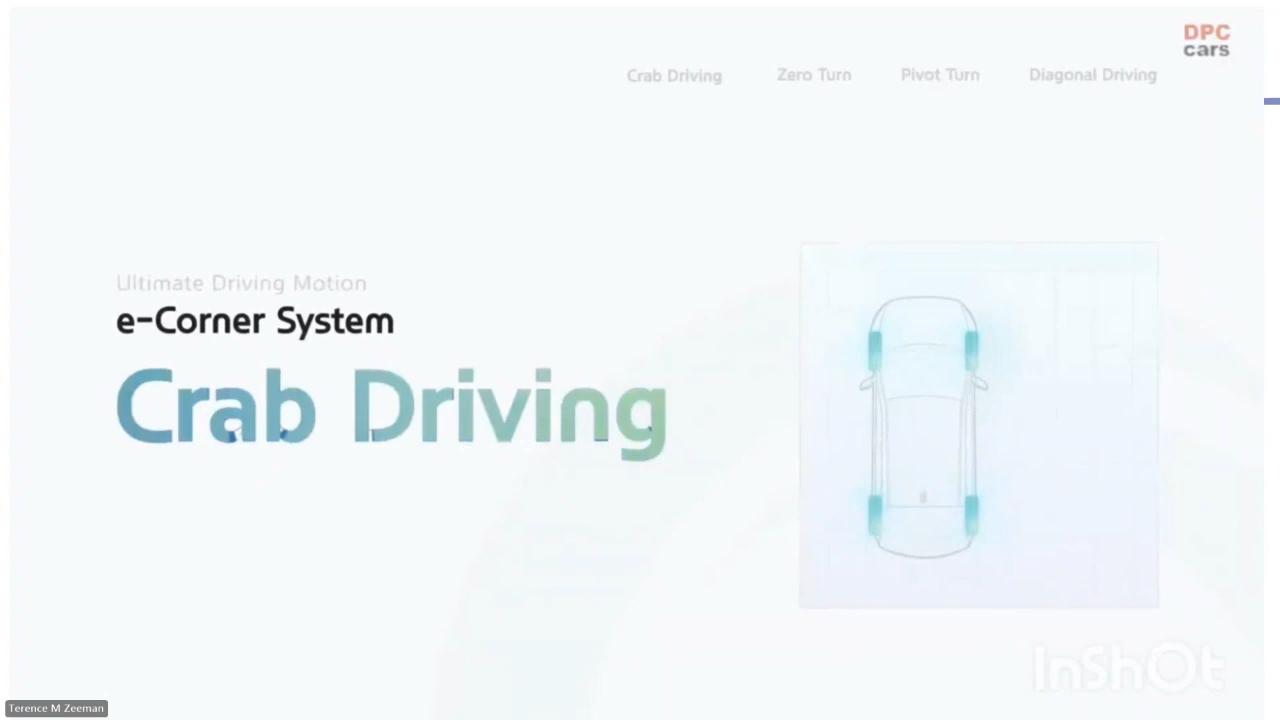 DPC
cars
Crab Driving Zero Turn Pivot Turn Diagonal Driving
Ultimate Driving Motion
e-Corner System
Crab Driving
InShOt
Terence M Zeeman